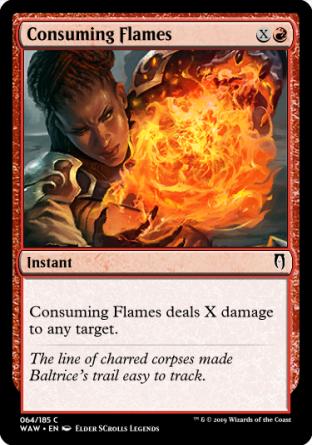 Consuming Flames X
Instant
Consuming Flames deals X damage
to any target.
The line of charred corpses made
Baltrice's trail easy to track.
064/185 C
WAW • EN ELDER SCROLLS LEGENDS
™ & © 2019 Wizards of the Coast